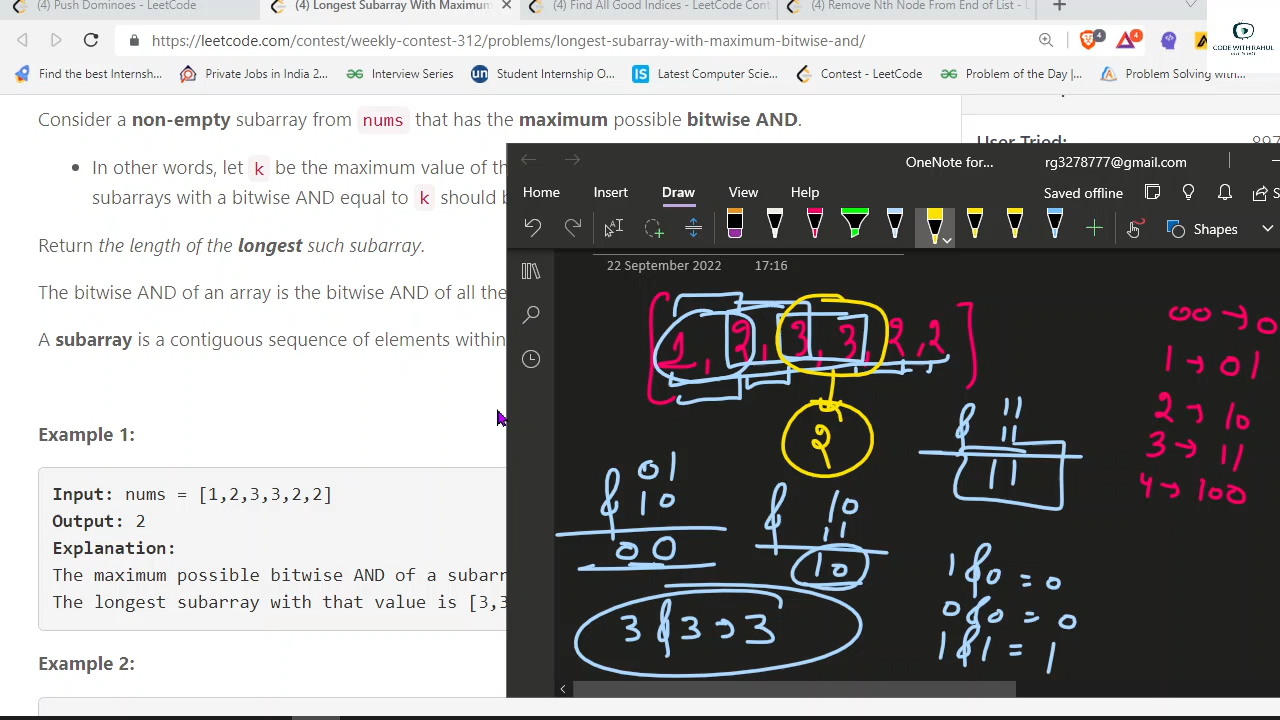 (4) Push Dominoes - LeetCode
(4) Longest Subarray With Maximum
(4) Find All Good Indices - LeetCode Cont
(4) Remove Nth Node From End of List - L
https://leetcode.com/contest/weekly-contest-312/problems/longest-subarray-with-maximum-bitwise-and/
4
4
CODE WITH RAHUL
Find the best Internsh...
Private Jobs in India 2...
Interview Series
un
Student Internship O...
IS
Latest Computer Scie...
Contest - LeetCode
Problem of the Day |...
Problem Solving with...
Consider a non-empty subarray from nums that has the maximum possible bitwise AND.
• In other words, let k be the maximum value of th
subarrays with a bitwise AND equal to k should b
Return the length of the longest such subarray.
The bitwise AND of an array is the bitwise AND of all the
A subarray is a contiguous sequence of elements within
Example 1:
Input: nums = [1,2,3,3,2,2]
Output: 2
Explanation:
The maximum possible bitwise AND of a subarr
The longest subarray with that value is [3,3
Example 2:
User Tried:
897
OneNote for...
rg3278777@gmail.com
Home Insert Draw View Help
Saved offline
S
Shapes
22 September 2022 17:16
[1, 2, 3, 3, 2, 2]
2
00 → 0
1 → 01
2 → 10
3 → 11
4 → 100
01
& 10
00
10
& 11
10
11
& 11
11
3 & 3 → 3
1 & 0 = 0
0 & 0 = 0
1 & 1 = 1